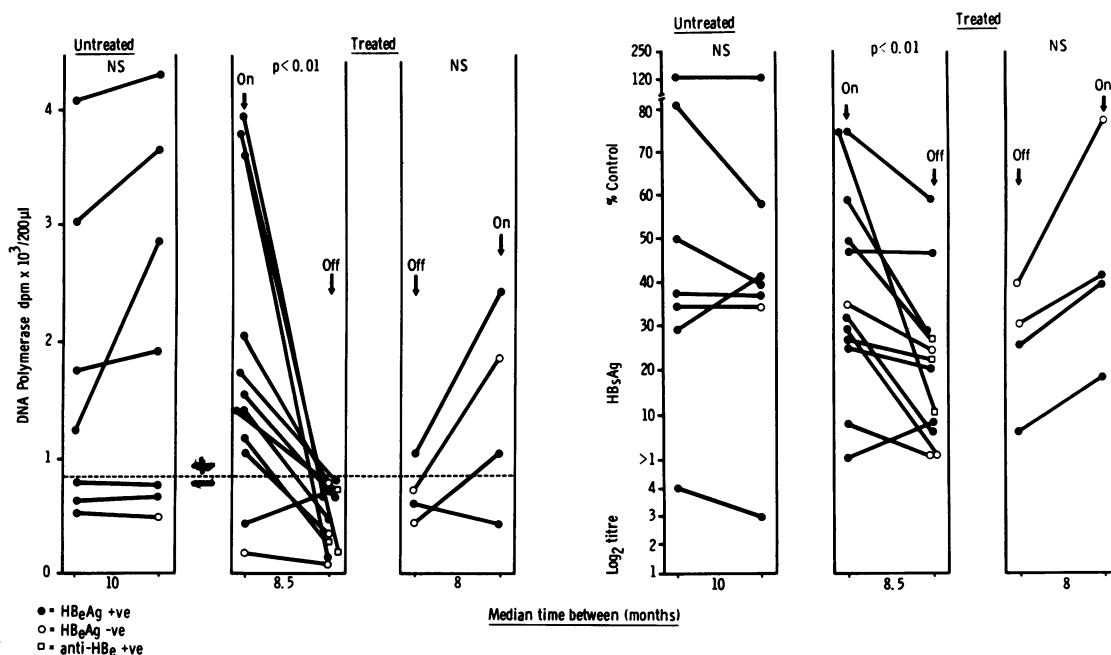 Untreated
Treated
NS
p< 0.01
NS
On
Off
Off
On
DNA Polymerase dpm x 10³/200μl
4
3
2
1
0
10
8.5
8
Untreated
Treated
NS
p< 0.01
NS
On
Off
Off
On
% Control
HBsAg
Log₂ titre
250
120
80
70
60
50
40
30
20
10
>1
4
3
2
1
10
8.5
8
Median time between (months)
● = HBeAg +ve
○ = HBeAg -ve
□ = anti-HBe +ve